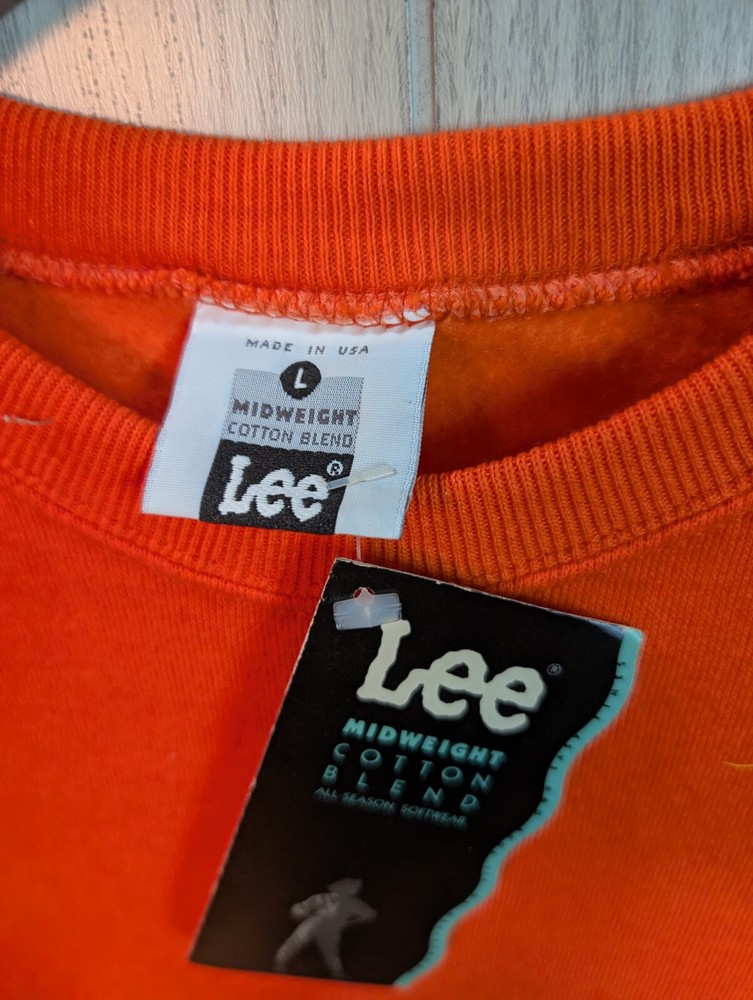 MADE IN USA
L
MIDWEIGHT
COTTON BLEND
Lee®
Lee®
MIDWEIGHT
COTTON
BLEND
ALL-SEASON SOFTWEAR